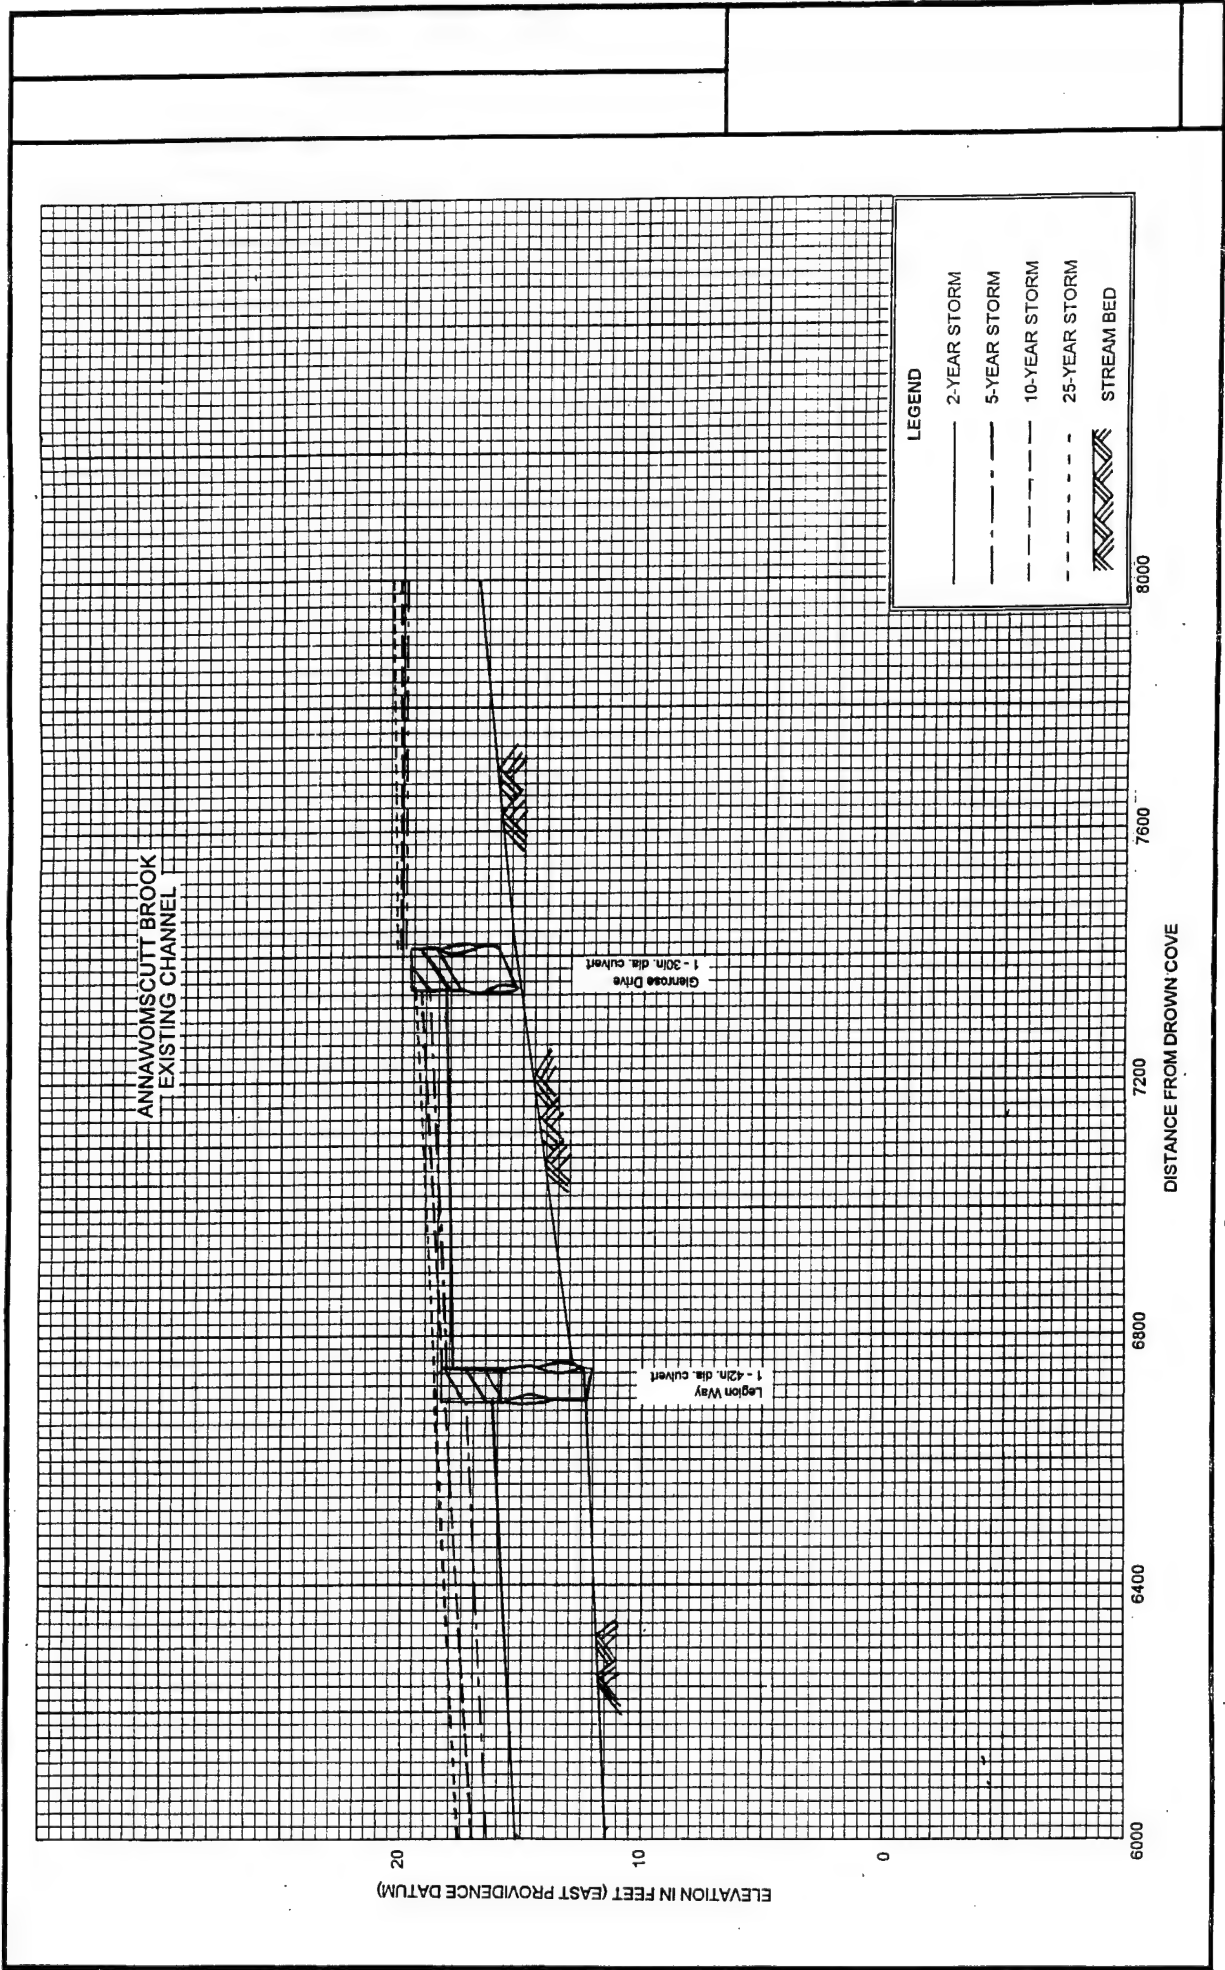 ANNAWOMSCUTT BROOK
EXISTING CHANNEL
ELEVATION IN FEET (EAST PROVIDENCE DATUM)
20
10
0
Legion Way
1 - 42in. dia. culvert
Glenrose Drive
1 - 30in. dia. culvert
LEGEND
2-YEAR STORM
5-YEAR STORM
10-YEAR STORM
25-YEAR STORM
STREAM BED
6000
6400
6800
7200
7600
8000
DISTANCE FROM DROWN COVE